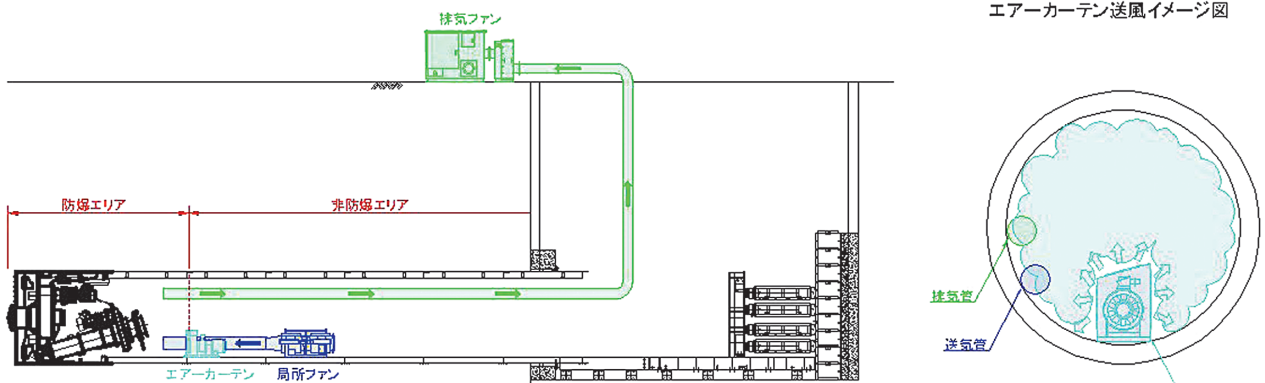 排気ファン
エアーカーテン送風イメージ図
防爆エリア
非防爆エリア
排気管
送気管
エアーカーテン
局所ファン